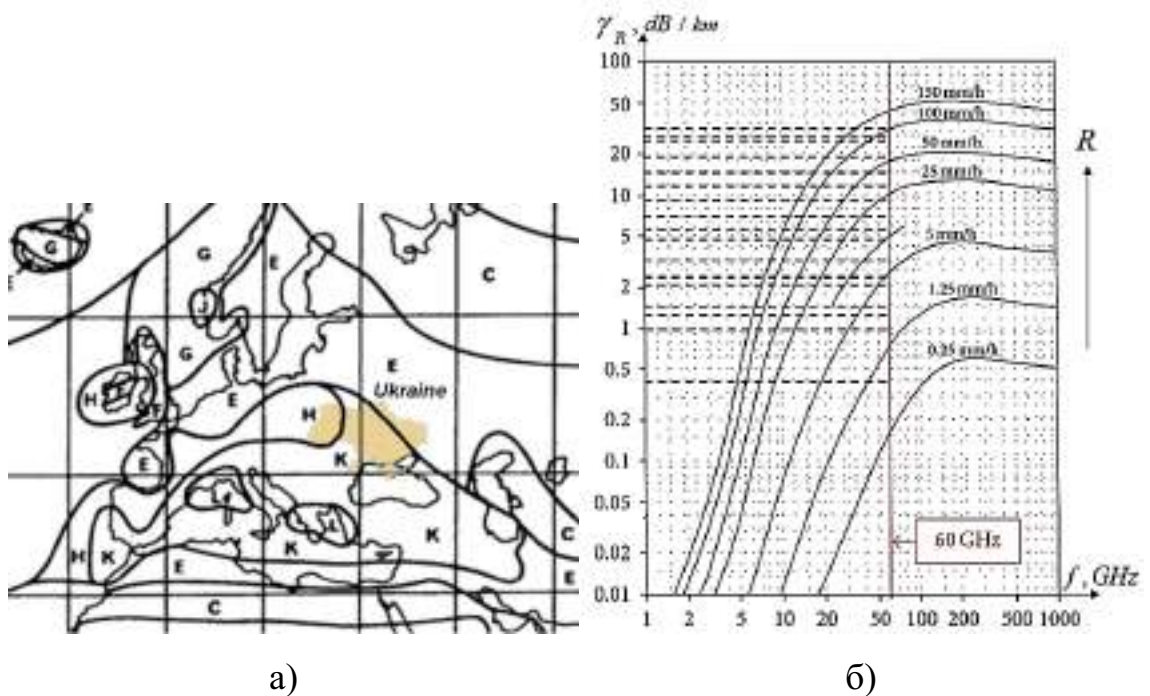 E
G
E
G
E
C
J
G
E
Ukraine
H
E
H
E
K
K
L
H
K
K
E
C
E
C
а)
γ R , dB / km
100
50
20
10
5
2
1
0.5
0.2
0.1
0.05
0.02
0.01
150 mm/h
100 mm/h
50 mm/h
25 mm/h
5 mm/h
1.25 mm/h
0.25 mm/h
R
60 GHz
f , GHz
1 2 5 10 20 50 100 200 500 1000
б)